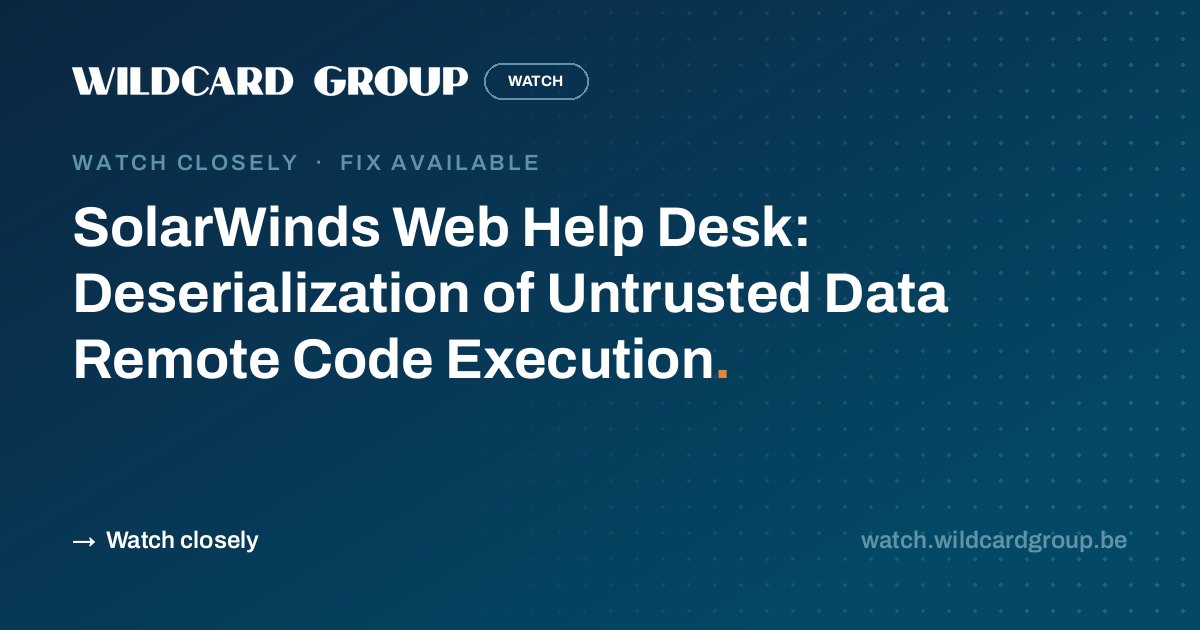 WILDCARD GROUP WATCH
WATCH CLOSELY · FIX AVAILABLE
SolarWinds Web Help Desk:
Deserialization of Untrusted Data
Remote Code Execution.
→ Watch closely
watch.wildcardgroup.be